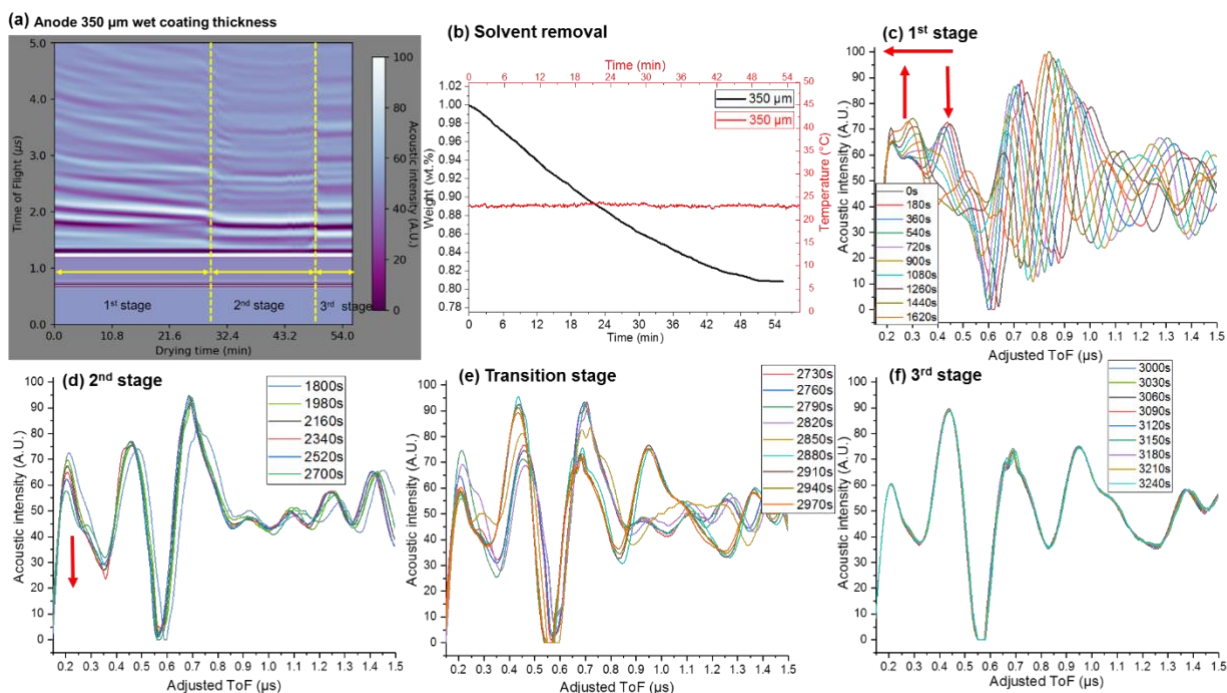 (a) Anode 350 µm wet coating thickness
5.0
4.0
3.0
2.0
1.0
0.0
Time of Flight (µs)
1st stage
2nd stage
3rd stage
0.0 10.8 21.6 32.4 43.2 54.0
Drying time (min)
100
80
60
40
20
0
Acoustic intensity (A.U.)
(b) Solvent removal
Time (min)
0 6 12 18 24 30 36 42 48 54
1.02
1.00
0.98
0.96
0.94
0.92
0.90
0.88
0.86
0.84
0.82
0.80
0.78
Weight (wt.%)
350 µm
350 µm
50
45
40
35
30
25
20
15
10
5
0
Temperature (°C)
0 6 12 18 24 30 36 42 48 54
Time (min)
(c) 1st stage
100
90
80
70
60
50
40
30
20
10
0
Acoustic intensity (A.U.)
0s
180s
360s
540s
720s
900s
1080s
1260s
1440s
1620s
0.2 0.3 0.4 0.5 0.6 0.7 0.8 0.9 1.0 1.1 1.2 1.3 1.4 1.5
Adjusted ToF (µs)
(d) 2nd stage
100
90
80
70
60
50
40
30
20
10
0
Acoustic intensity (A.U.)
1800s
1980s
2160s
2340s
2520s
2700s
0.2 0.3 0.4 0.5 0.6 0.7 0.8 0.9 1.0 1.1 1.2 1.3 1.4 1.5
Adjusted ToF (µs)
(e) Transition stage
100
90
80
70
60
50
40
30
20
10
0
Acoustic intensity (A.U.)
2730s
2760s
2790s
2820s
2850s
2880s
2910s
2940s
2970s
0.2 0.3 0.4 0.5 0.6 0.7 0.8 0.9 1.0 1.1 1.2 1.3 1.4 1.5
Adjusted ToF (µs)
(f) 3rd stage
100
90
80
70
60
50
40
30
20
10
0
Acoustic intensity (A.U.)
3000s
3030s
3060s
3090s
3120s
3150s
3180s
3210s
3240s
0.2 0.3 0.4 0.5 0.6 0.7 0.8 0.9 1.0 1.1 1.2 1.3 1.4 1.5
Adjusted ToF (µs)